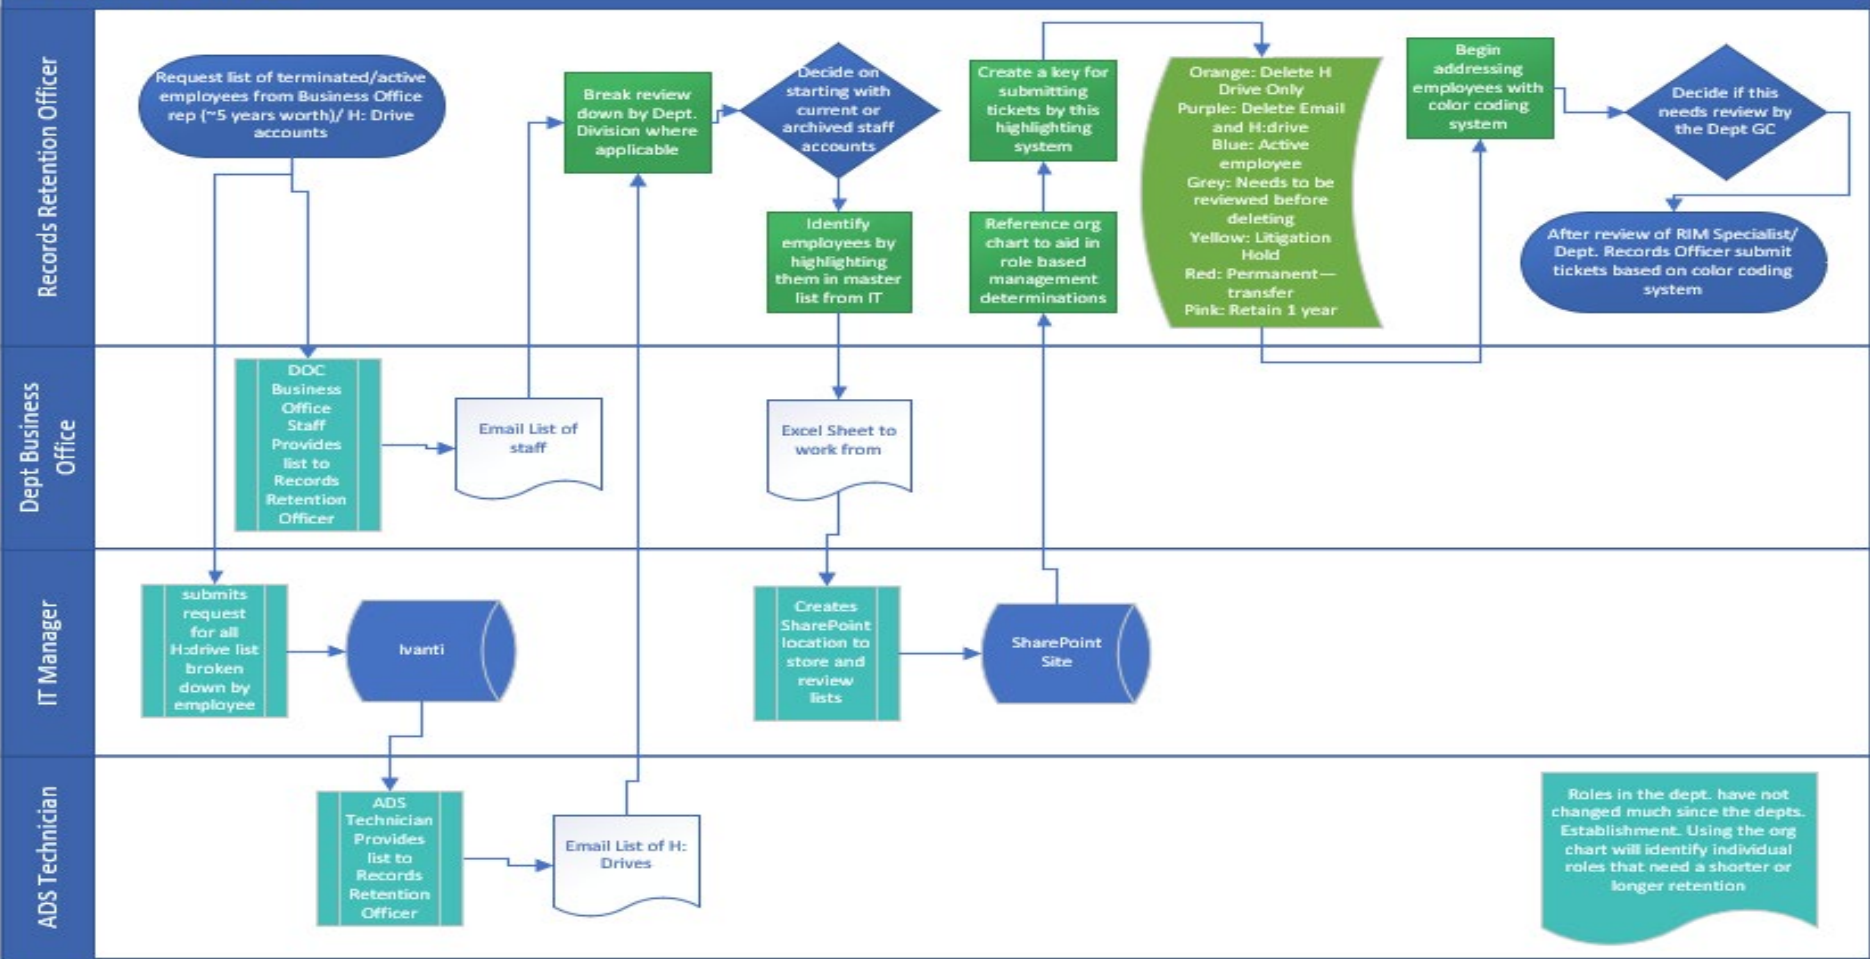 Records Retention Officer
Request list of terminated/active
employees from Business Office
rep (~5 years worth)/ H: Drive
accounts
Break review
down by Dept.
Division where
applicable
Decide on
starting with
current or
archived staff
accounts
Identify
employees by
highlighting
them in master
list from IT
Create a key for
submitting
tickets by this
highlighting
system
Reference org
chart to aid in
role based
management
determinations
Orange: Delete H
Drive Only
Purple: Delete Email
and H:drive
Blue: Active
employee
Grey: Needs to be
reviewed before
deleting
Yellow: Litigation
Hold
Red: Permanent—
transfer
Pink: Retain 1 year
Begin
addressing
employees with
color coding
system
Decide if this
needs review by
the Dept GC
After review of RIM Specialist/
Dept. Records Officer submit
tickets based on color coding
system
Dept Business
Office
DOC
Business
Office
Staff
Provides
list to
Records
Retention
Officer
Email List of
staff
Excel Sheet to
work from
IT Manager
submits
request
for all
H:drive list
broken
down by
employee
Ivanti
Creates
SharePoint
location to
store and
review
lists
SharePoint
Site
ADS Technician
ADS
Technician
Provides
list to
Records
Retention
Officer
Email List of H:
Drives
Roles in the dept. have not
changed much since the depts.
Establishment. Using the org
chart will identify individual
roles that need a shorter or
longer retention